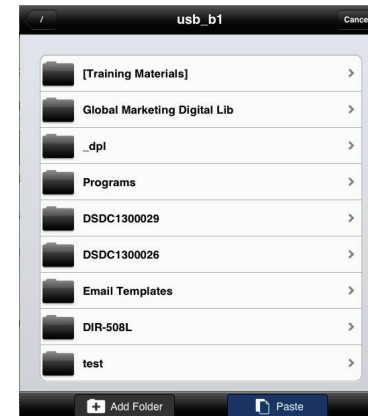 /
usb_b1
Cance
[Training Materials]
Global Marketing Digital Lib
_dpl
Programs
DSDC1300029
DSDC1300026
Email Templates
DIR-508L
test
Add Folder
Paste